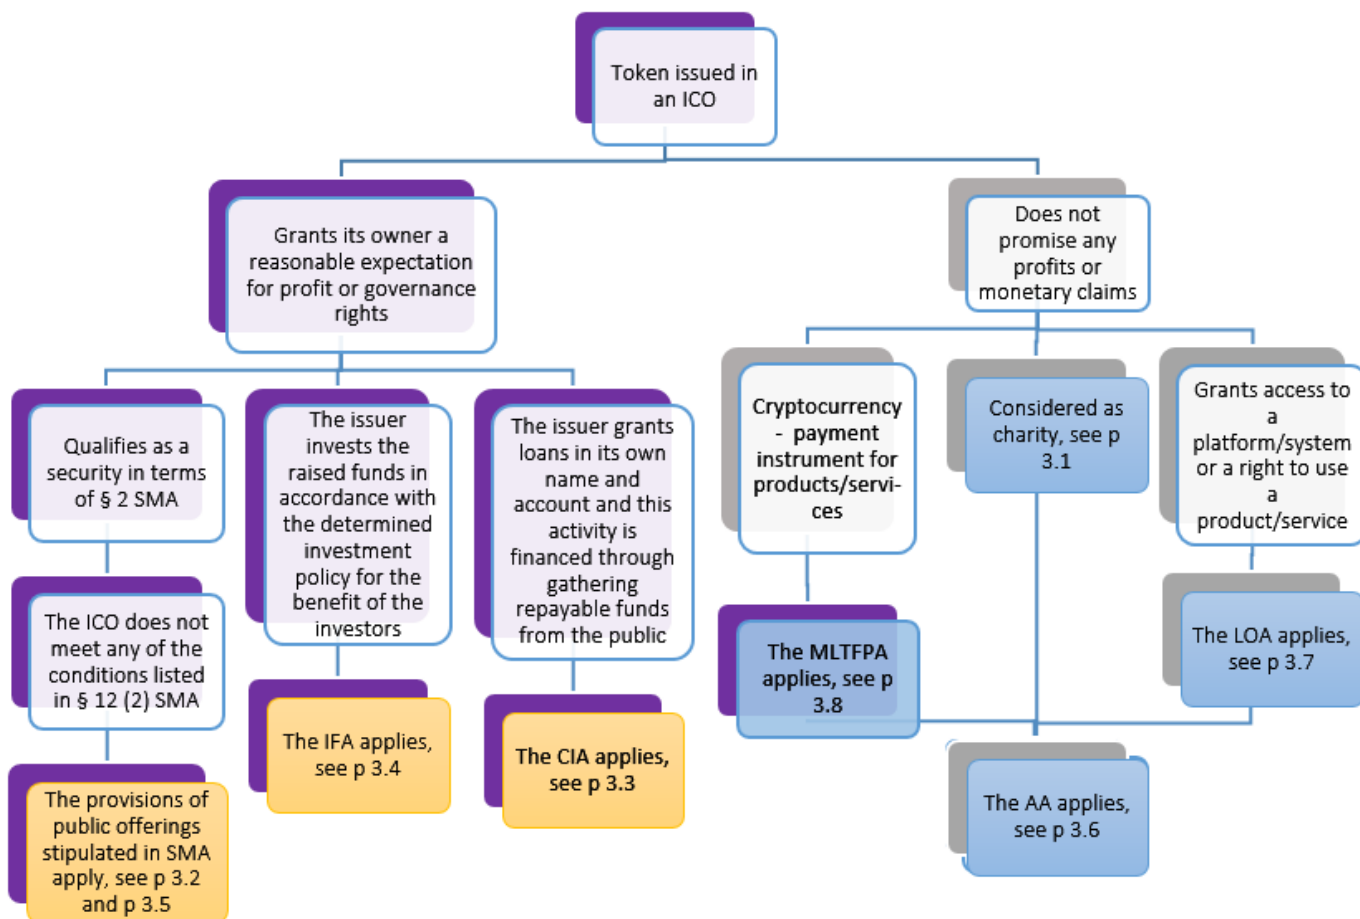 Token issued in
an ICO
Grants its owner a
reasonable expectation
for profit or governance
rights
Does not
promise any
profits or
monetary claims
Qualifies as a
security in terms
of § 2 SMA
The issuer
invests the
raised funds in
accordance with
the determined
investment
policy for the
benefit of the
investors
The issuer grants
loans in its own
name and
account and this
activity is
financed through
gathering
repayable funds
from the public
Cryptocurrency
- payment
instrument for
products/servi-
ces
Considered as
charity, see p
3.1
Grants access to
a
platform/system
or a right to use
a
product/service
The ICO does not
meet any of the
conditions listed
in § 12 (2) SMA
The IFA applies,
see p 3.4
The CIA applies,
see p 3.3
The MLTFPA
applies, see p
3.8
The LOA applies,
see p 3.7
The provisions of
public offerings
stipulated in SMA
apply, see p 3.2
and p 3.5
The AA applies,
see p 3.6